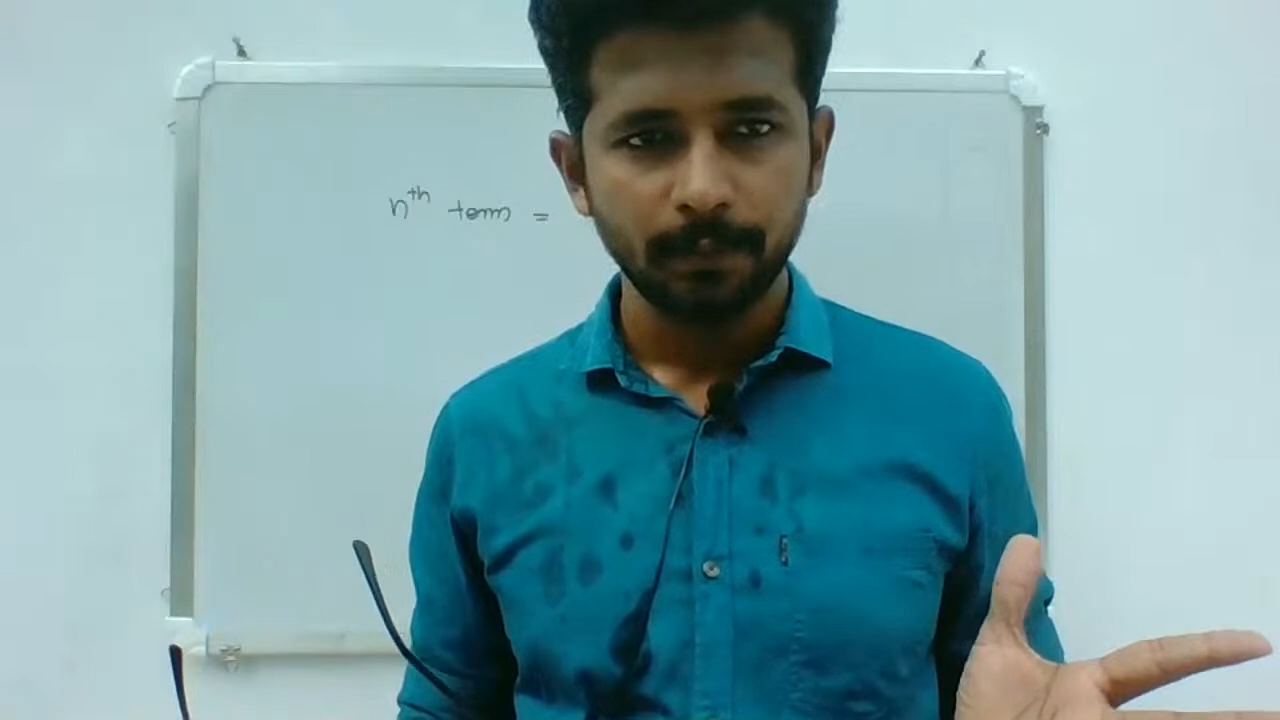 nth term =